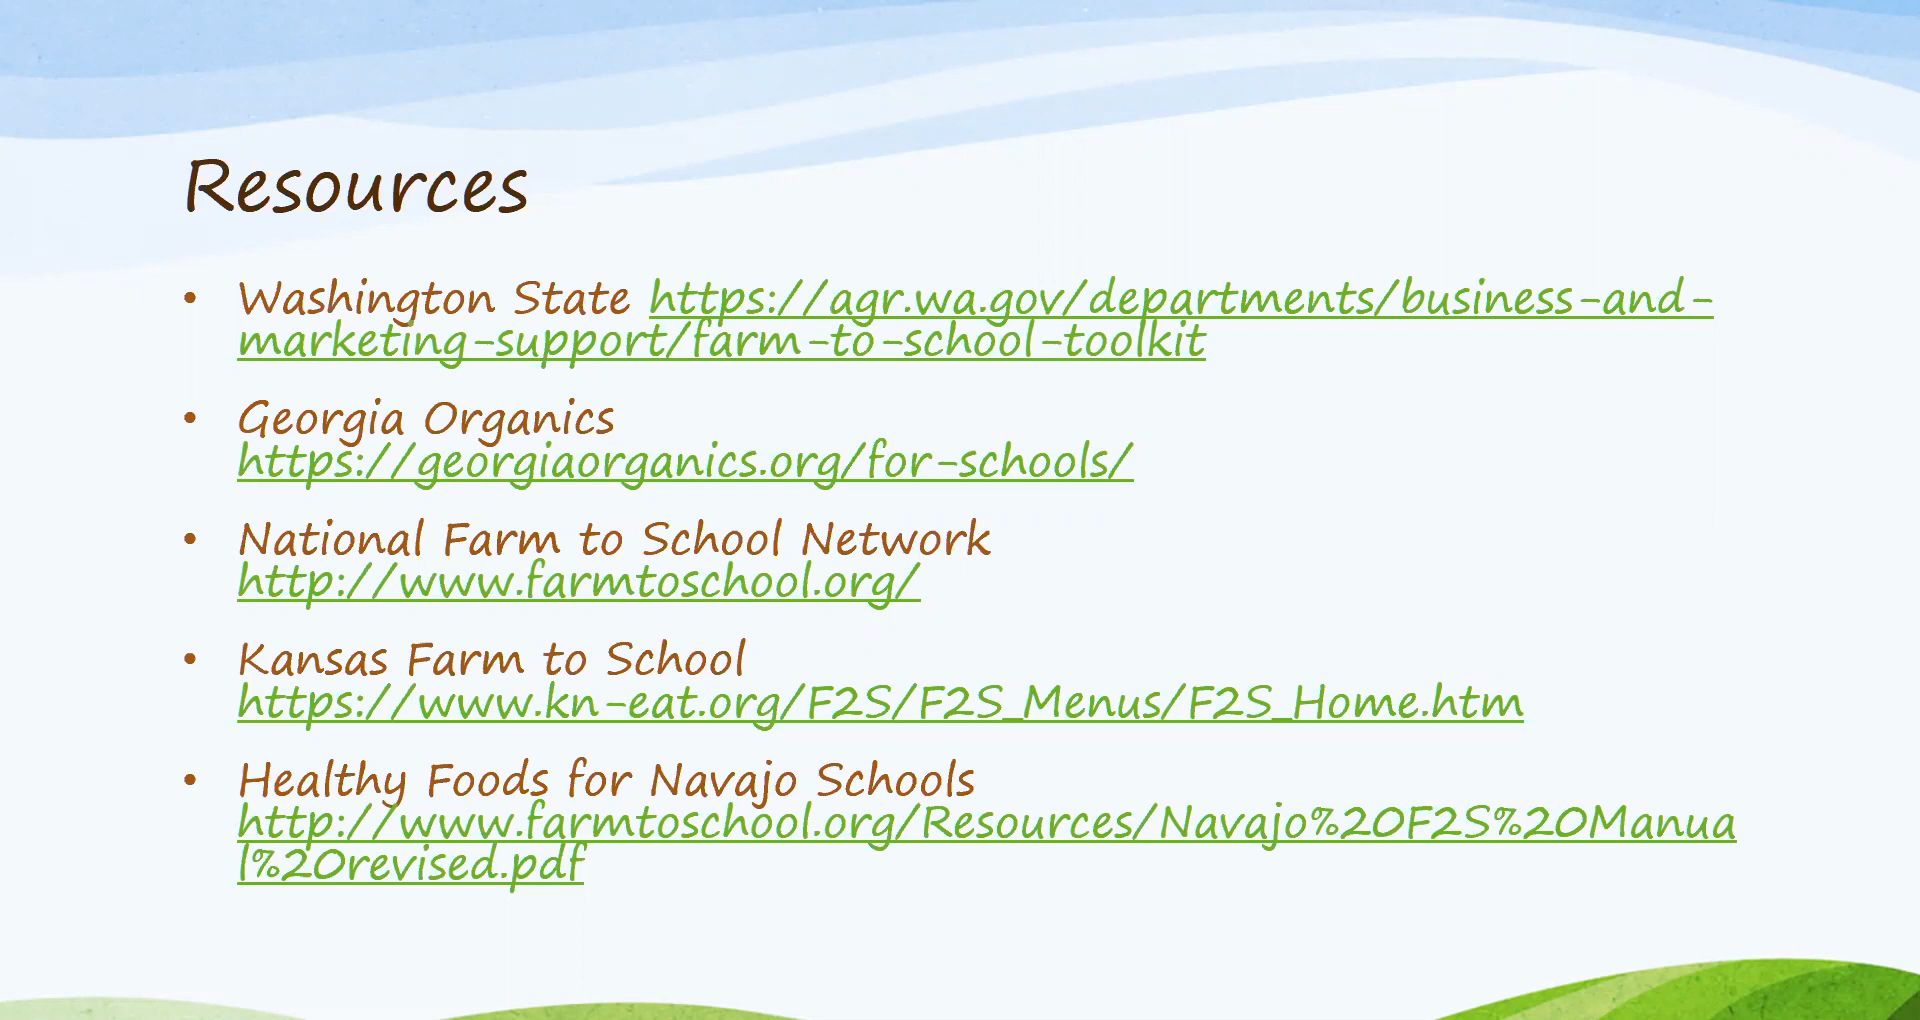 Resources
• Washington State https://agr.wa.gov/departments/business-and-
marketing-support/farm-to-school-toolkit
• Georgia Organics
https://georgiaorganics.org/for-schools/
• National Farm to School Network
http://www.farmtoschool.org/
• Kansas Farm to School
https://www.kn-eat.org/F2S/F2S_Menus/F2S_Home.htm
• Healthy Foods for Navajo Schools
http://www.farmtoschool.org/Resources/Navajo%20F2S%20Manua
l%20revised.pdf